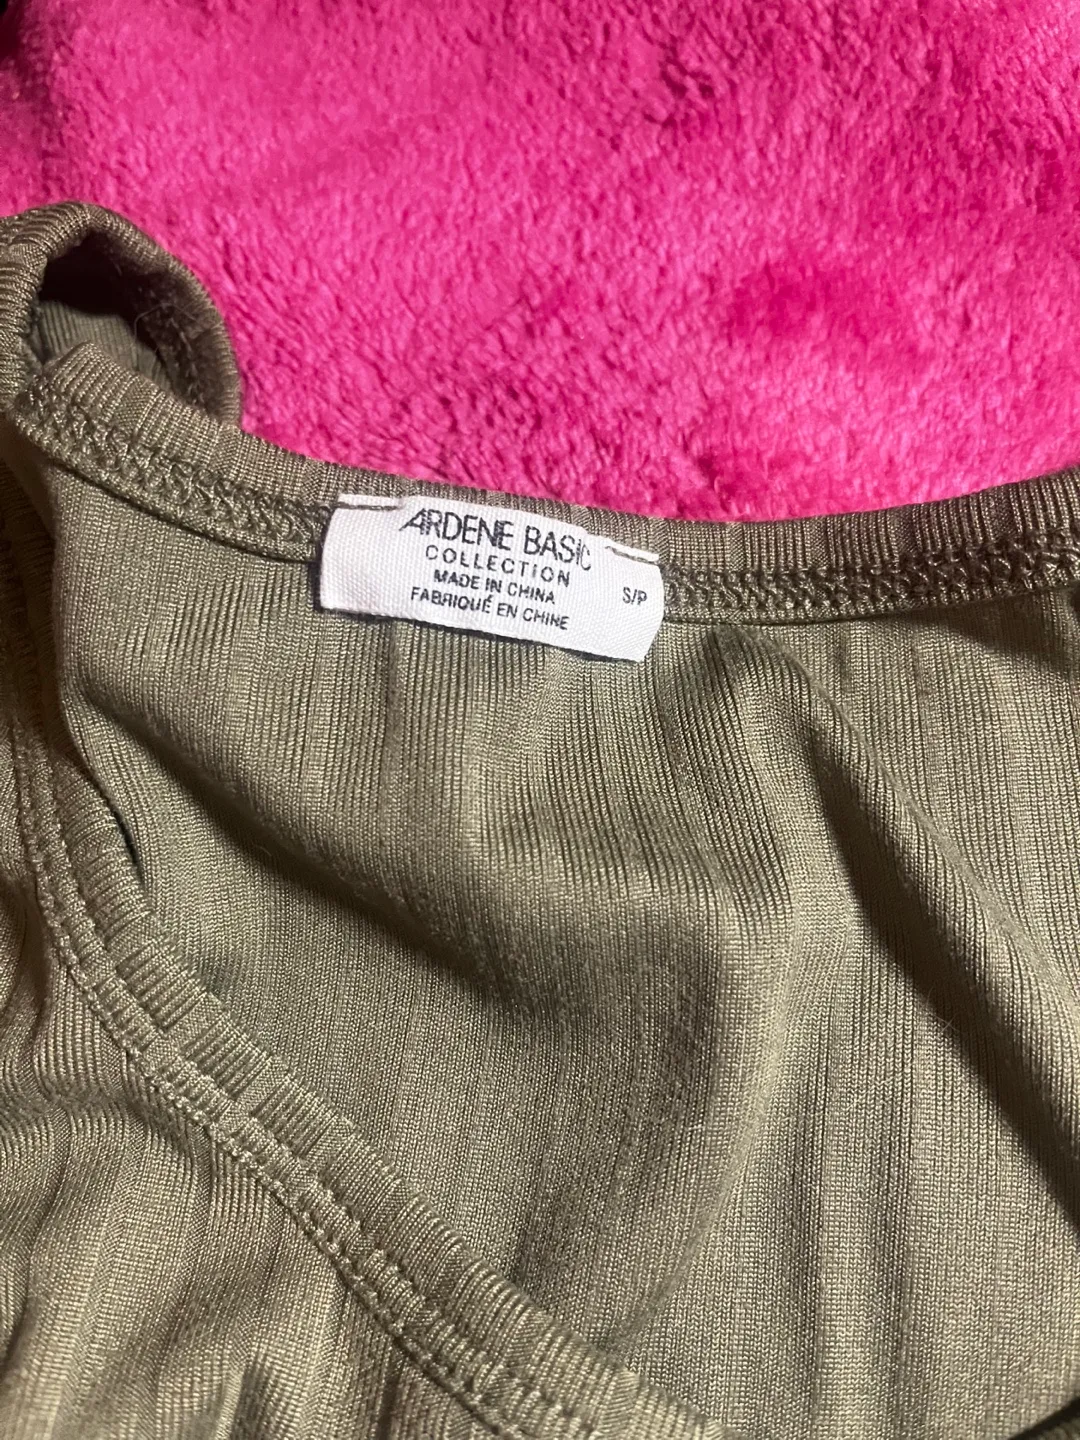 ARDENE BASIC
COLLECTION
MADE IN CHINA
FABRIQUÉ EN CHINE
S/P